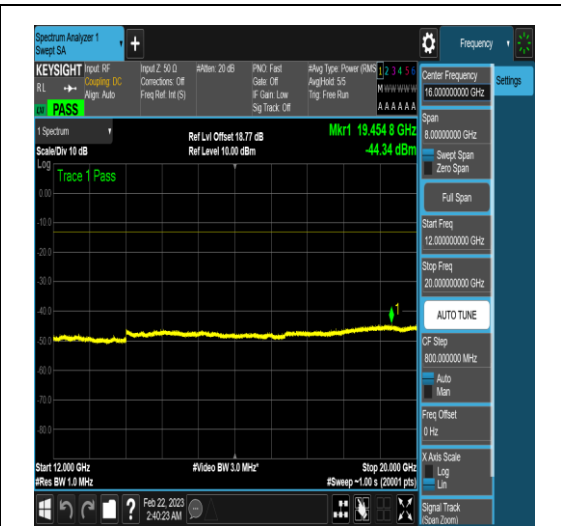 Spectrum Analyzer 1
Swept SA
+
Frequency
KEYSIGHT
RL
PASS
Input: RF
Coupling: DC
Align: Auto
Input Z: 50 Ω
Corrections: Off
Freq Ref: Int (S)
#Atten: 20 dB
PNO: Fast
Gate: Off
IF Gain: Low
Sig Track: Off
#Avg Type: Power (RMS
Avg|Hold: 5/5
Trig: Free Run
1 2 3 4 5 6
M W W W W W
A A A A A A
1 Spectrum
Scale/Div 10 dB
Ref Lvl Offset 18.77 dB
Ref Level 10.00 dBm
Mkr1 19.454 8 GHz
-44.34 dBm
Log
Trace 1 Pass
0.00
-10.0
-20.0
-30.0
-40.0
-50.0
-60.0
-70.0
-80.0
1
Start 12.000 GHz
#Res BW 1.0 MHz
#Video BW 3.0 MHz*
Stop 20.000 GHz
#Sweep ~1.00 s (20001 pts)
?
Feb 22, 2023
2:40:23 AM
Center Frequency
16.000000000 GHz
Settings
Span
8.00000000 GHz
Swept Span
Zero Span
Full Span
Start Freq
12.000000000 GHz
Stop Freq
20.000000000 GHz
AUTO TUNE
CF Step
800.000000 MHz
Auto
Man
Freq Offset
0 Hz
X Axis Scale
Log
Lin
Signal Track
(Span Zoom)